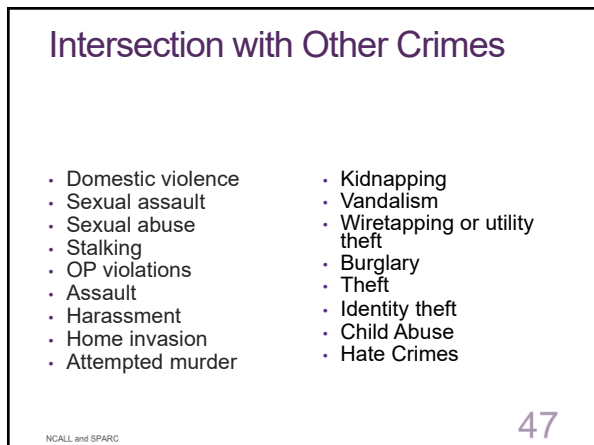 Intersection with Other Crimes
• Domestic violence
• Sexual assault
• Sexual abuse
• Stalking
• OP violations
• Assault
• Harassment
• Home invasion
• Attempted murder
• Kidnapping
• Vandalism
• Wiretapping or utility
theft
• Burglary
• Theft
• Identity theft
• Child Abuse
• Hate Crimes
NCALL and SPARC
47